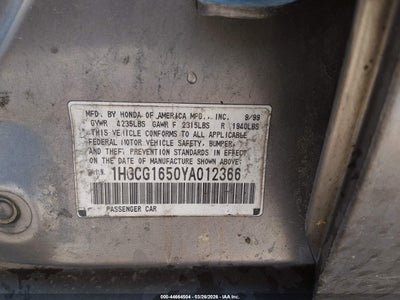 MFD. BY HONDA OF AMERICA MFG., INC. 9/99
GVWR 4235LBS GAWR F 2315LBS R 1940LBS
THIS VEHICLE CONFORMS TO ALL APPLICABLE
FEDERAL MOTOR VEHICLE SAFETY, BUMPER,
AND THEFT PREVENTION STANDARDS IN EFFECT
ON THE DATE OF MANUFACTURE SHOWN ABOVE.
1HGCG1650YA012366
PASSENGER CAR
000-44664504 | 03/26/2026 | IAA